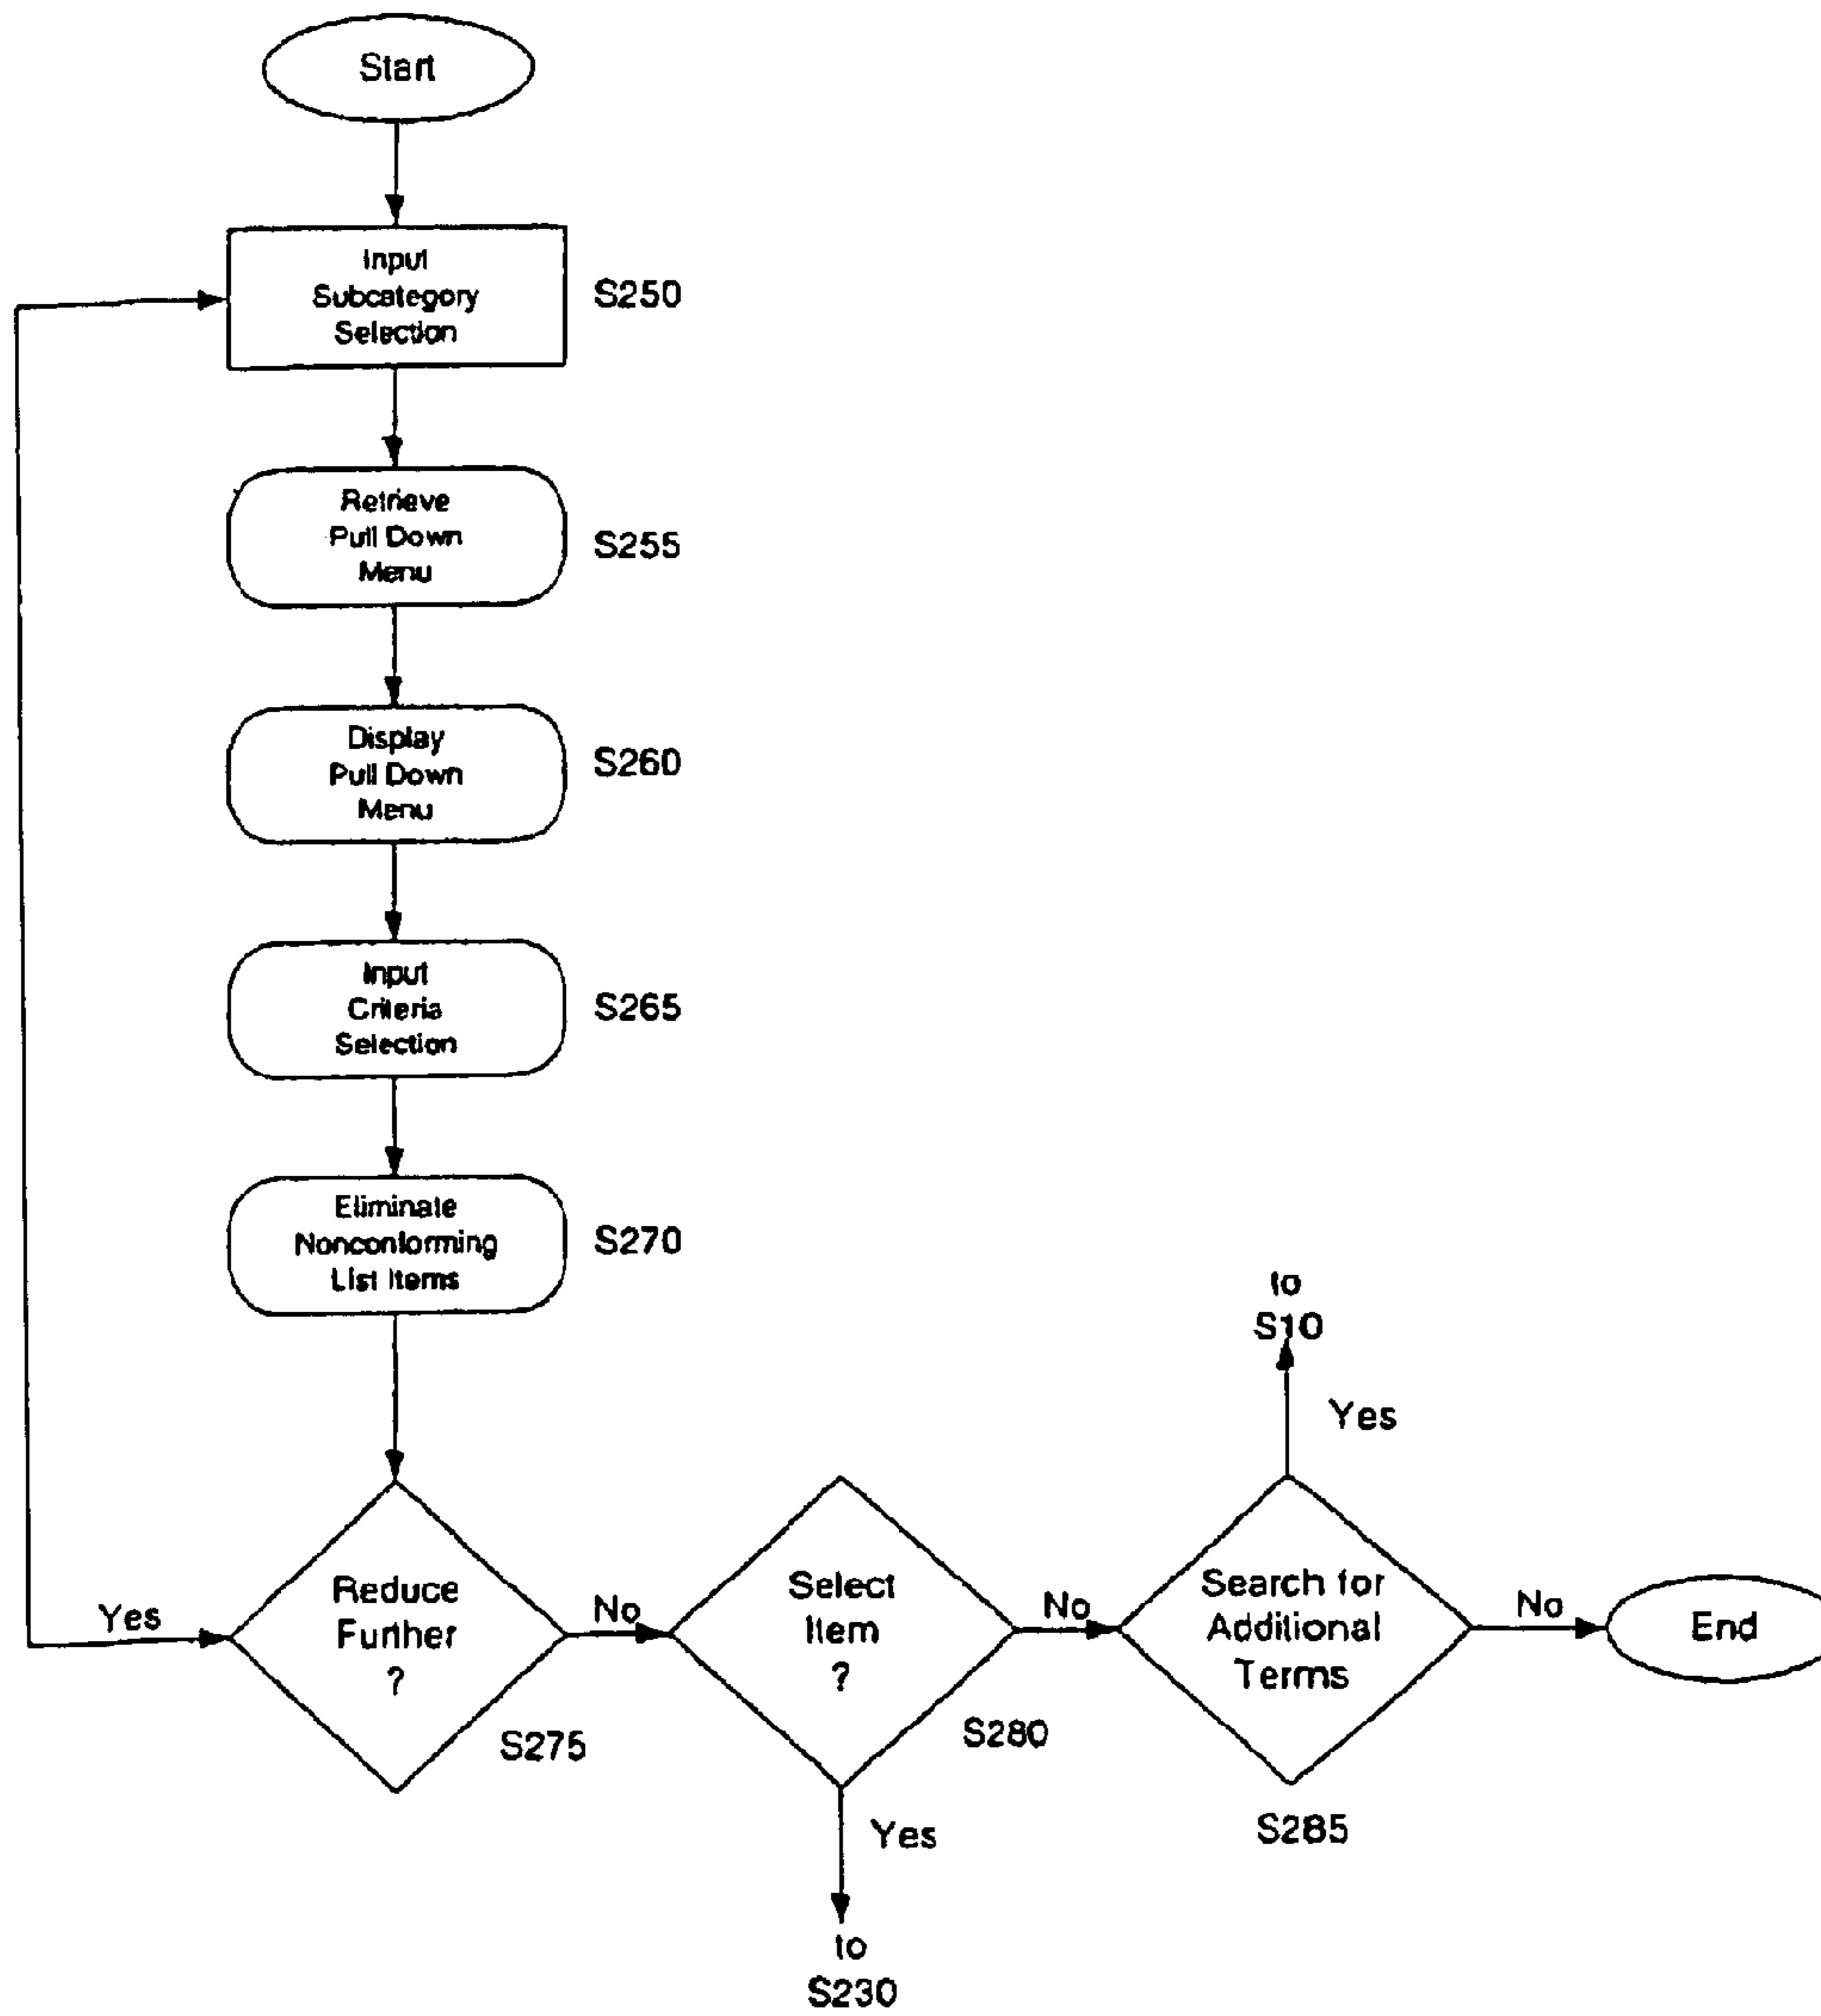 Start
Input
Subcategory
Selection
S250
Retrieve
Pull Down
Menu
S255
Display
Pull Down
Menu
S260
Input
Criteria
Selection
S265
Eliminate
Nonconforming
List Items
S270
to
S10
Yes
Yes
Reduce
Further
?
S275
No
Select
Item
?
S280
No
Search for
Additional
Terms
S285
No
End
Yes
to
S230